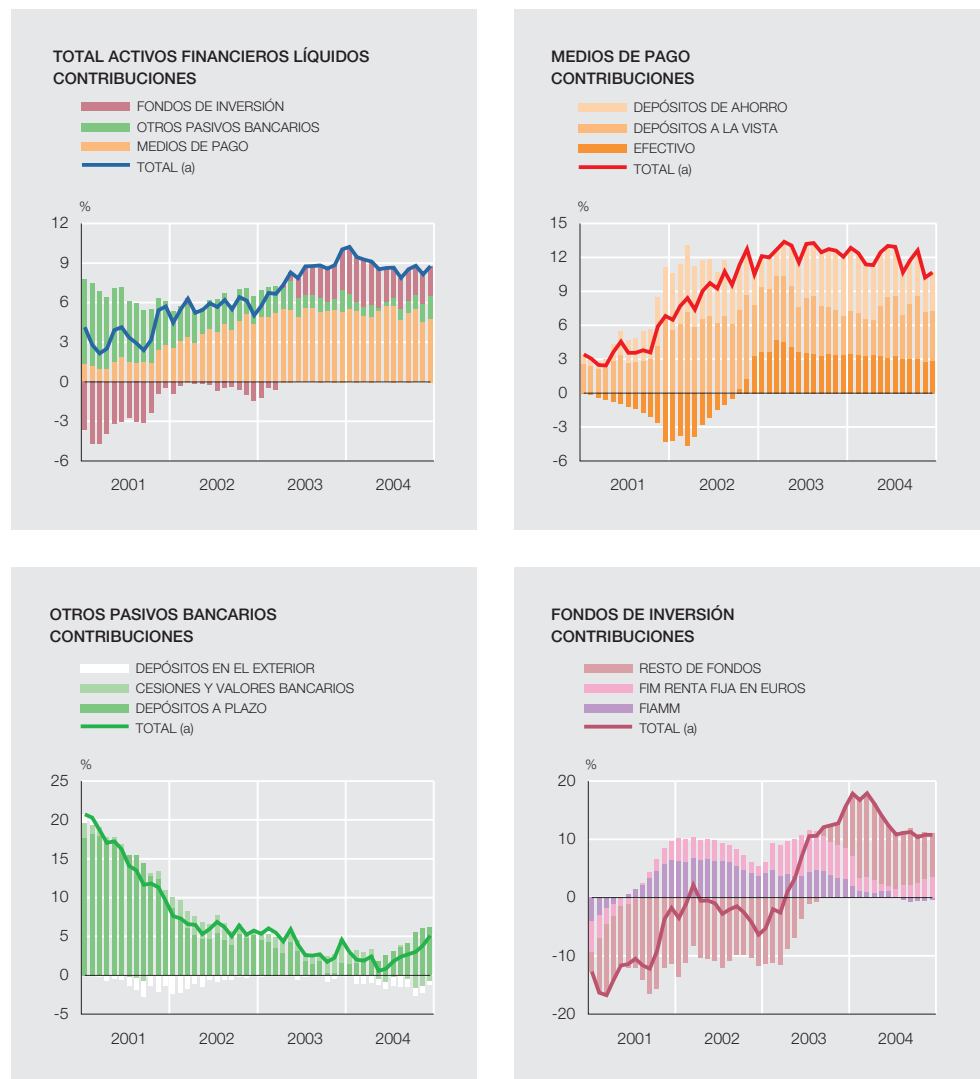 TOTAL ACTIVOS FINANCIEROS LÍQUIDOS
CONTRIBUCIONES
FONDOS DE INVERSIÓN
OTROS PASIVOS BANCARIOS
MEDIOS DE PAGO
TOTAL (a)
%
12
9
6
3
0
-3
-6
2001 2002 2003 2004
MEDIOS DE PAGO
CONTRIBUCIONES
DEPÓSITOS DE AHORRO
DEPÓSITOS A LA VISTA
EFECTIVO
TOTAL (a)
%
15
12
9
6
3
0
-3
-6
2001 2002 2003 2004
OTROS PASIVOS BANCARIOS
CONTRIBUCIONES
DEPÓSITOS EN EL EXTERIOR
CESIONES Y VALORES BANCARIOS
DEPÓSITOS A PLAZO
TOTAL (a)
%
25
20
15
10
5
0
-5
2001 2002 2003 2004
FONDOS DE INVERSIÓN
CONTRIBUCIONES
RESTO DE FONDOS
FIM RENTA FIJA EN EUROS
FIAMM
TOTAL (a)
%
20
10
0
-10
-20
2001 2002 2003 2004